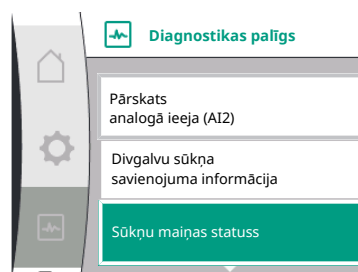 Diagnostikas palīgs
Pārskats
analogā ieeja (AI2)
Divgalvu sūkņa
savienojuma informācija
Sūkņu maiņas statuss